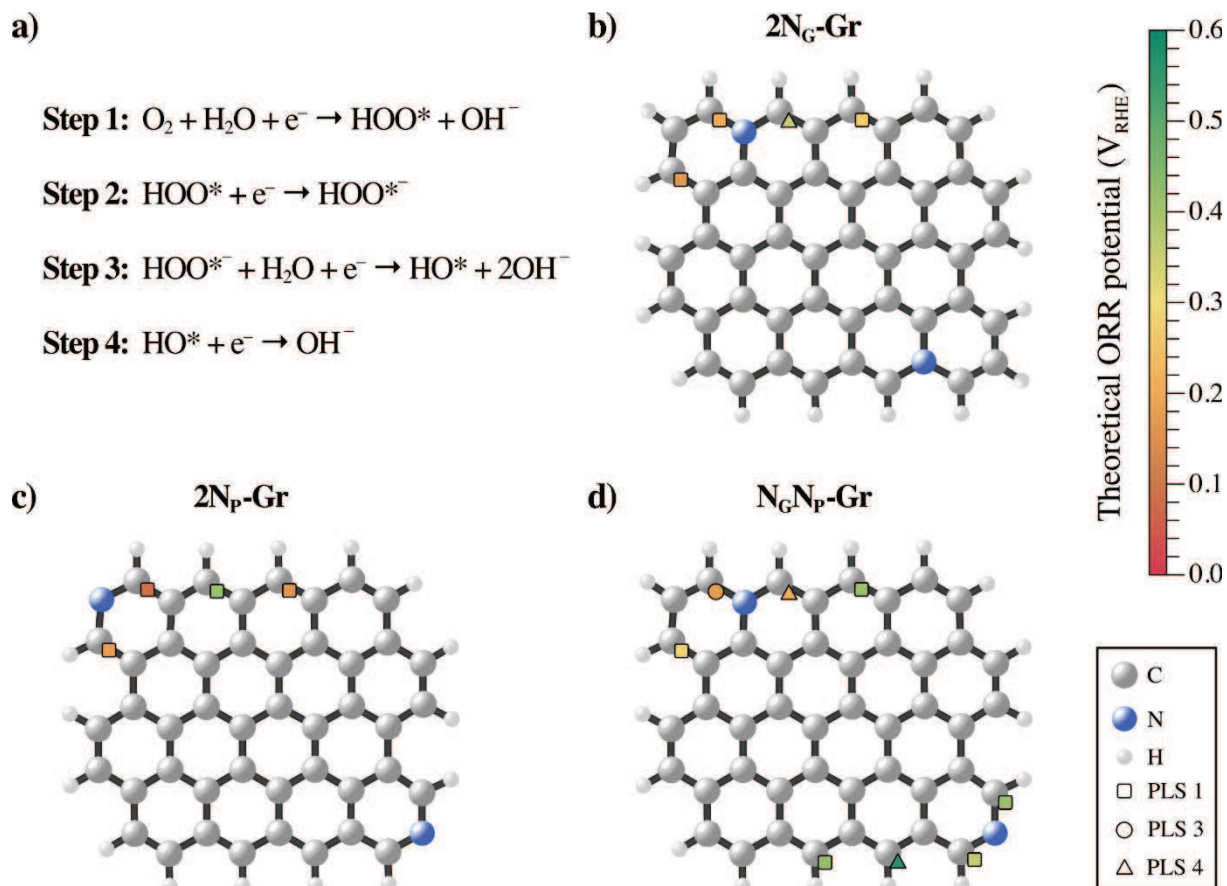 a)
Step 1: O₂ + H₂O + e⁻ → HOO* + OH⁻
Step 2: HOO* + e⁻ → HOO*⁻
Step 3: HOO*⁻ + H₂O + e⁻ → HO* + 2OH⁻
Step 4: HO* + e⁻ → OH⁻
b)
2N_G-Gr
N
N
Theoretical ORR potential (V_RHE)
0.6
0.5
0.4
0.3
0.2
0.1
0.0
c)
2N_P-Gr
N
N
d)
N_GN_P-Gr
N
N
C
N
H
PLS 1
PLS 3
PLS 4